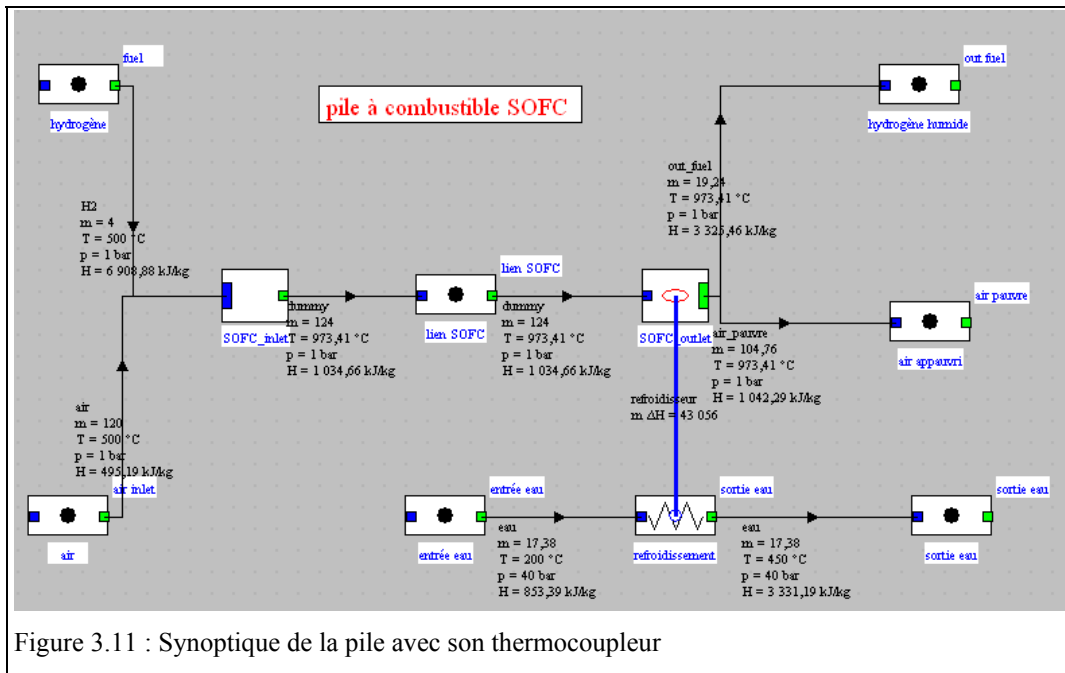 fuel
hydrogène
pile à combustible SOFC
out fuel
hydrogène humide
H2
m = 4
T = 500 °C
p = 1 bar
H = 6 908,88 kJ/kg
out_fuel
m = 19,24
T = 973,41 °C
p = 1 bar
H = 3 325,46 kJ/kg
SOFC_inlet
dummy
m = 124
T = 973,41 °C
p = 1 bar
H = 1 034,66 kJ/kg
lien SOFC
lien SOFC
dummy
m = 124
T = 973,41 °C
p = 1 bar
H = 1 034,66 kJ/kg
SOFC_outlet
air_pauvre
m = 104,76
T = 973,41 °C
p = 1 bar
H = 1 042,29 kJ/kg
air pauvre
air appauvri
refroidisseur
m ΔH = 43 056
air
m = 120
T = 500 °C
p = 1 bar
H = 495,19 kJ/kg
air inlet
air
entrée eau
entrée eau
eau
m = 17,38
T = 200 °C
p = 40 bar
H = 853,39 kJ/kg
refroidissement
sortie eau
eau
m = 17,38
T = 450 °C
p = 40 bar
H = 3 331,19 kJ/kg
sortie eau
sortie eau
Figure 3.11 : Synoptique de la pile avec son thermocoupleur